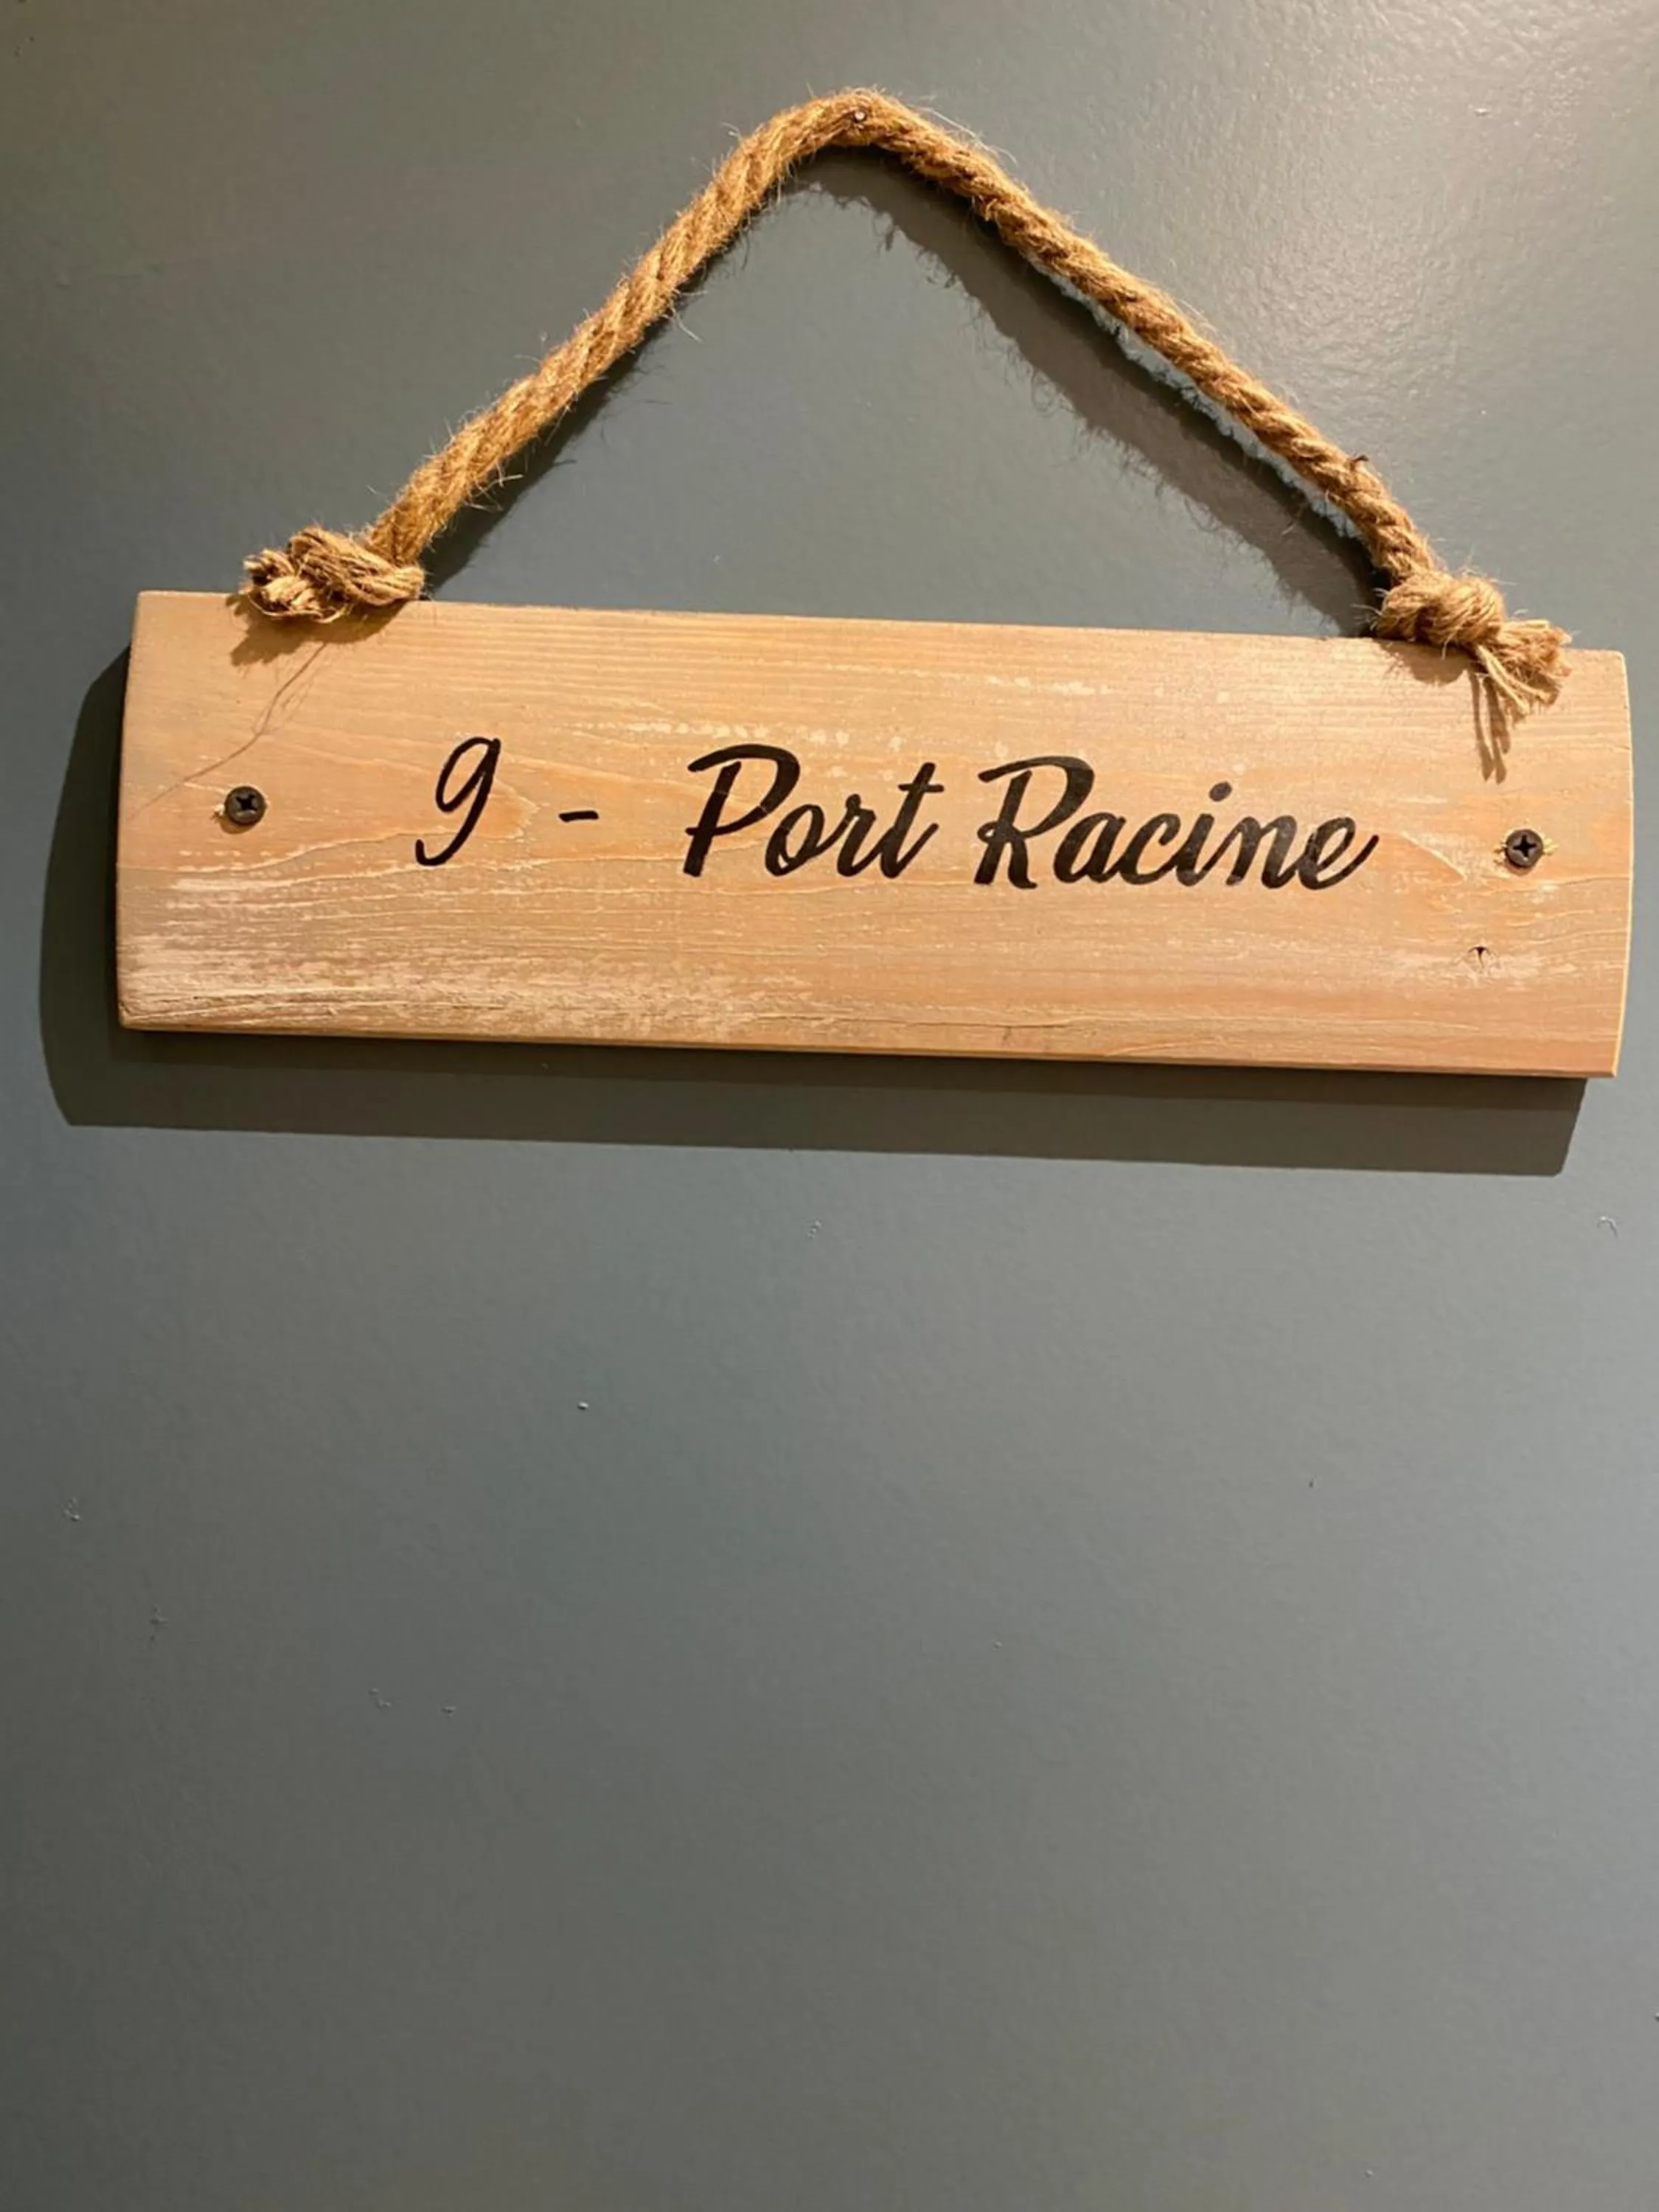 9 - Port Racine